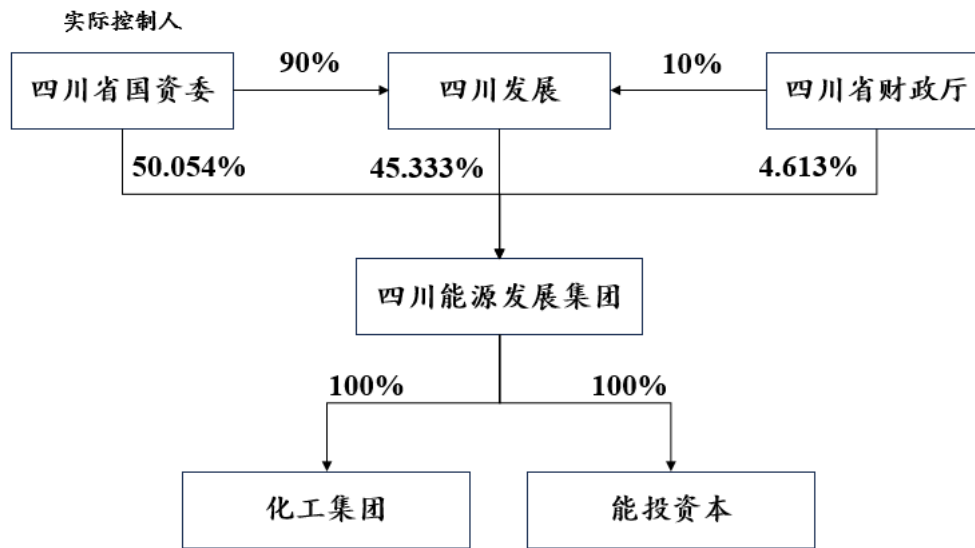 实际控制人
90%
10%
四川省国资委
四川发展
四川省财政厅
50.054%
45.333%
4.613%
四川能源发展集团
100%
100%
化工集团
能投资本